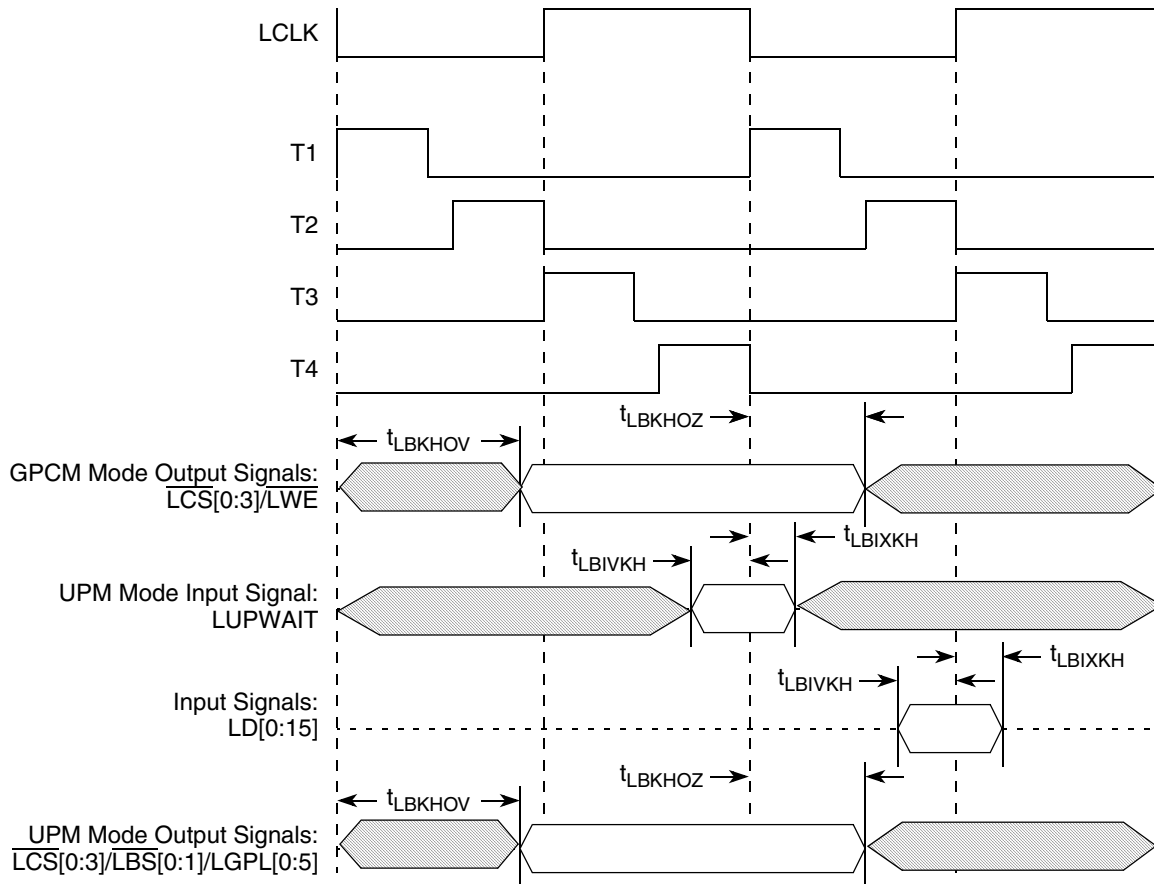 LCLK
T1
T2
T3
T4
tLBKHOZ
tLBKHOV
GPCM Mode Output Signals:
LCS[0:3]/LWE
tLBIXKH
tLBIVKH
UPM Mode Input Signal:
LUPWAIT
tLBIXKH
tLBIVKH
Input Signals:
LD[0:15]
tLBKHOZ
tLBKHOV
UPM Mode Output Signals:
LCS[0:3]/LBS[0:1]/LGPL[0:5]